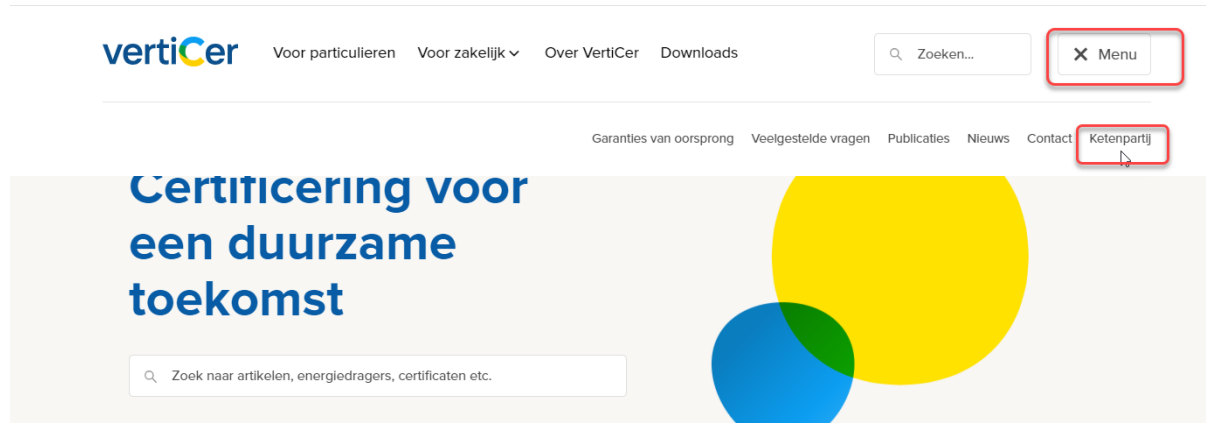 vertiCer Voor particulieren Voor zakelijk Over VertiCer Downloads Zoeken... Menu
Garanties van oorsprong Veelgestelde vragen Publicaties Nieuws Contact Ketenpartij
Certificering voor
een duurzame
toekomst
Zoek naar artikelen, energiedragers, certificaten etc.